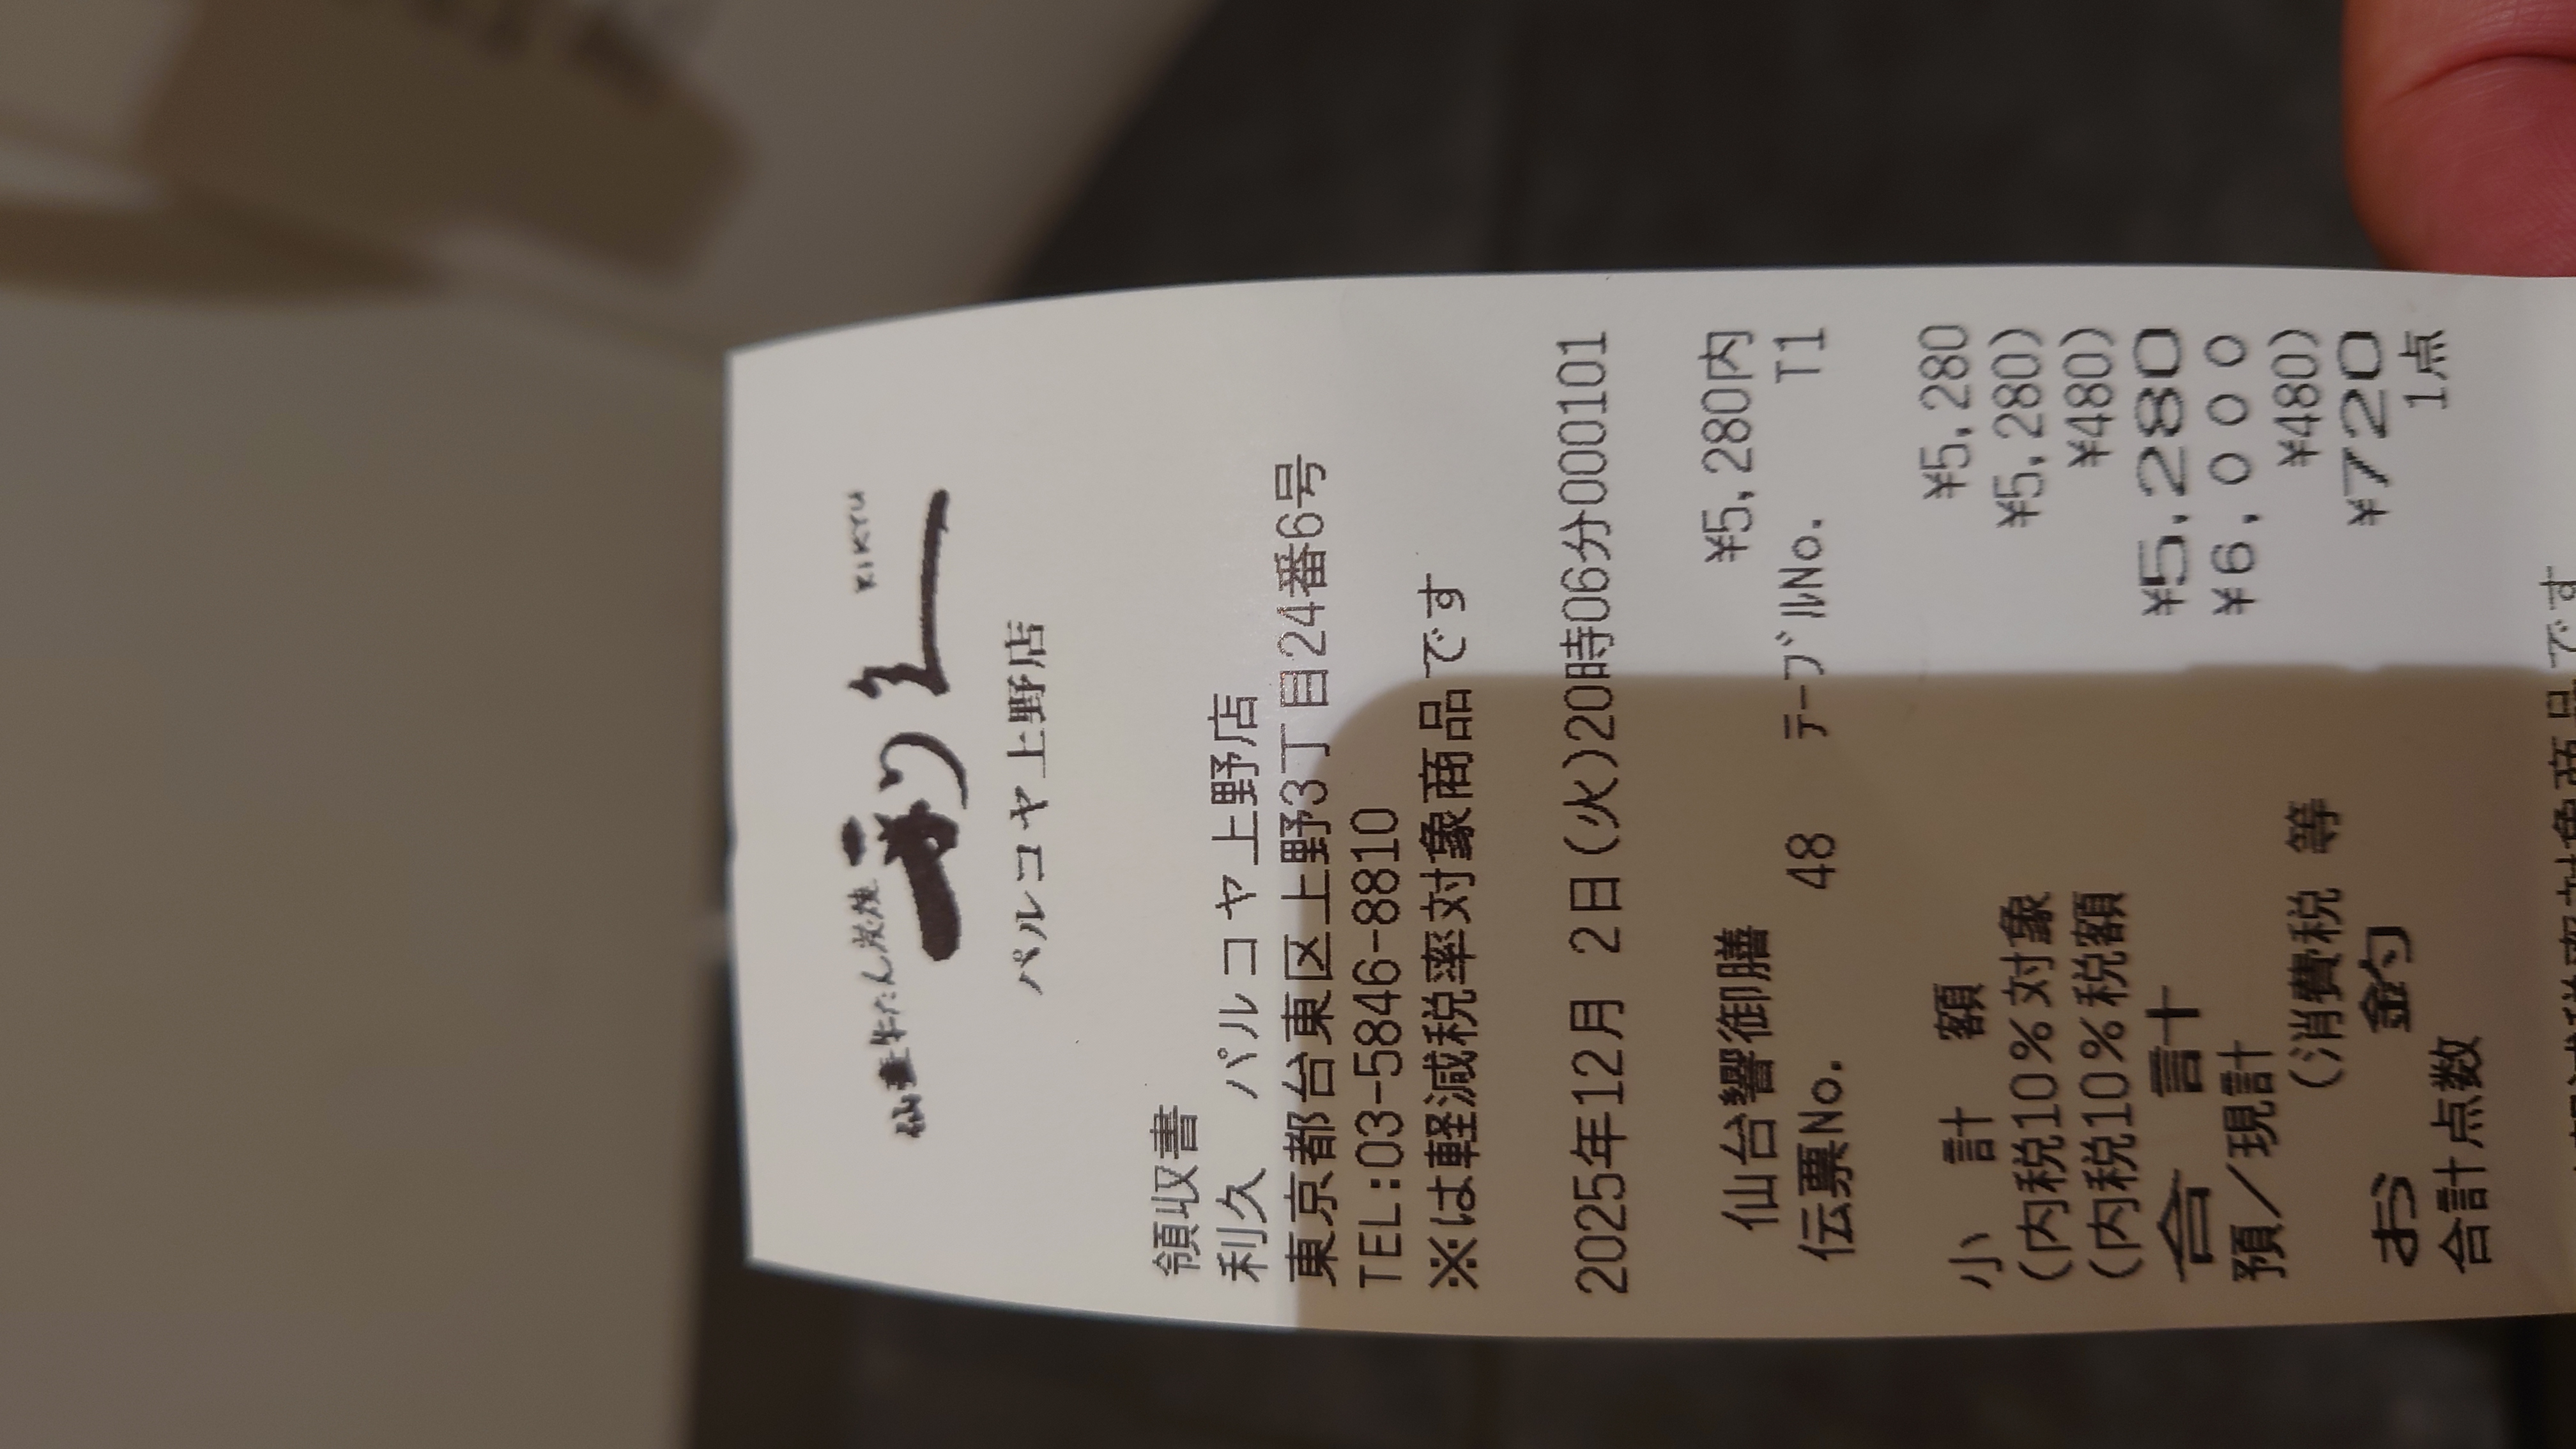 仙臺牛たん炭焼 利久 RIKYU
パルコヤ上野店
領収書
利久 パルコヤ上野店
東京都台東区上野3丁目24番6号
TEL:03-5846-8810
※は軽減税率対象商品です
2025年12月 2日(火)20時06分000101
仙台響御膳 ¥5,280内
伝票No. 48 テーブルNo. T1
小 計 額 ¥5,280
(内税10%対象 ¥5,280)
(内税10%税額 ¥480)
合 計 ¥5,280
預/現計 ¥6,000
(消費税 等 ¥480)
お 釣 ¥720
合計点数 1点